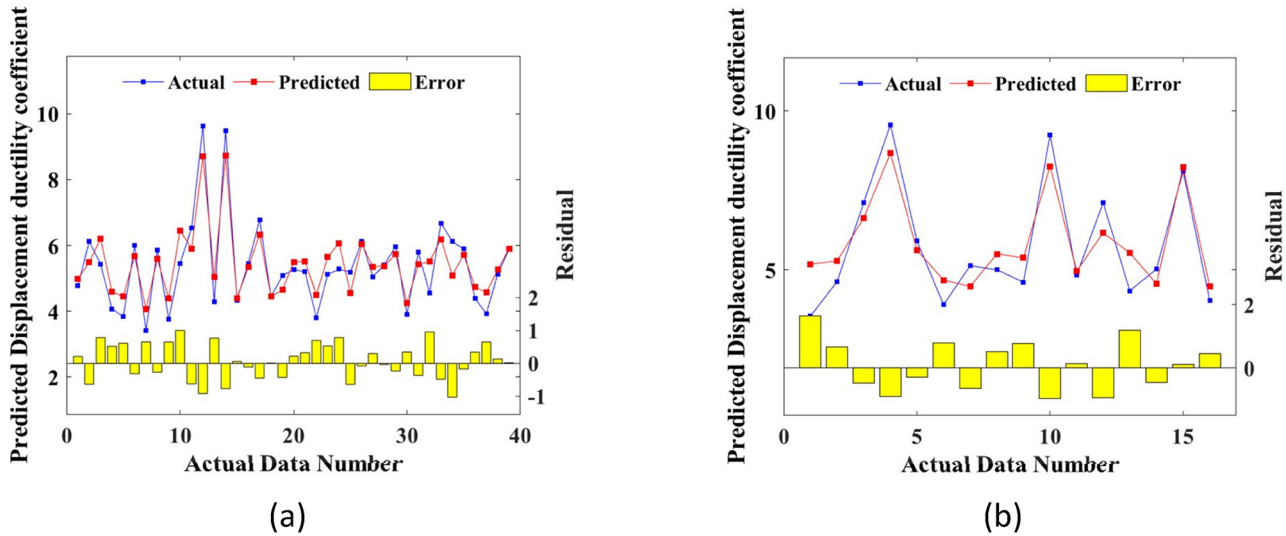 Predicted Displacement ductility coefficient
Actual Predicted Error
10
8
6
4
2
2
1
0
-1
Residual
0 10 20 30 40
Actual Data Number
(a)
Predicted Displacement ductility coefficient
Actual Predicted Error
10
5
2
0
Residual
0 5 10 15
Actual Data Number
(b)